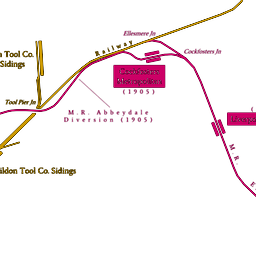 Ellesmere Jn
Railway
Cockfosters Jn
Tool Co.
Sidings
(1905)
Tool Pier Jn
M.R. Abbeydale
Diversion (1905)
M.R.
ildon Tool Co. Sidings